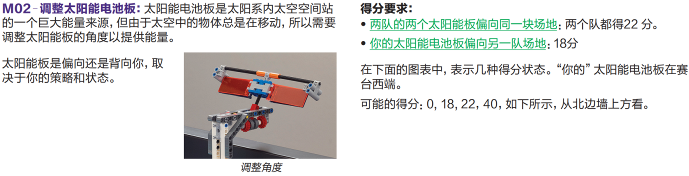 M02 - 调整太阳能电池板: 太阳能电池板是太阳系内太空空间站
的一个巨大能量来源, 但由于太空中的物体总是在移动, 所以需要
调整太阳能板的角度以提供能量。
太阳能板是偏向还是背向你, 取
决于你的策略和状态。
调整角度
得分要求:
• 两队的两个太阳能板偏向同一块场地: 两个队都得22 分。
• 你的太阳能电池板偏向另一队场地: 18分
在下面的图表中, 表示几种得分状态。“你的” 太阳能电池板在赛
台西端。
可能的得分: 0, 18, 22, 40, 如下所示, 从北边墙上方看。